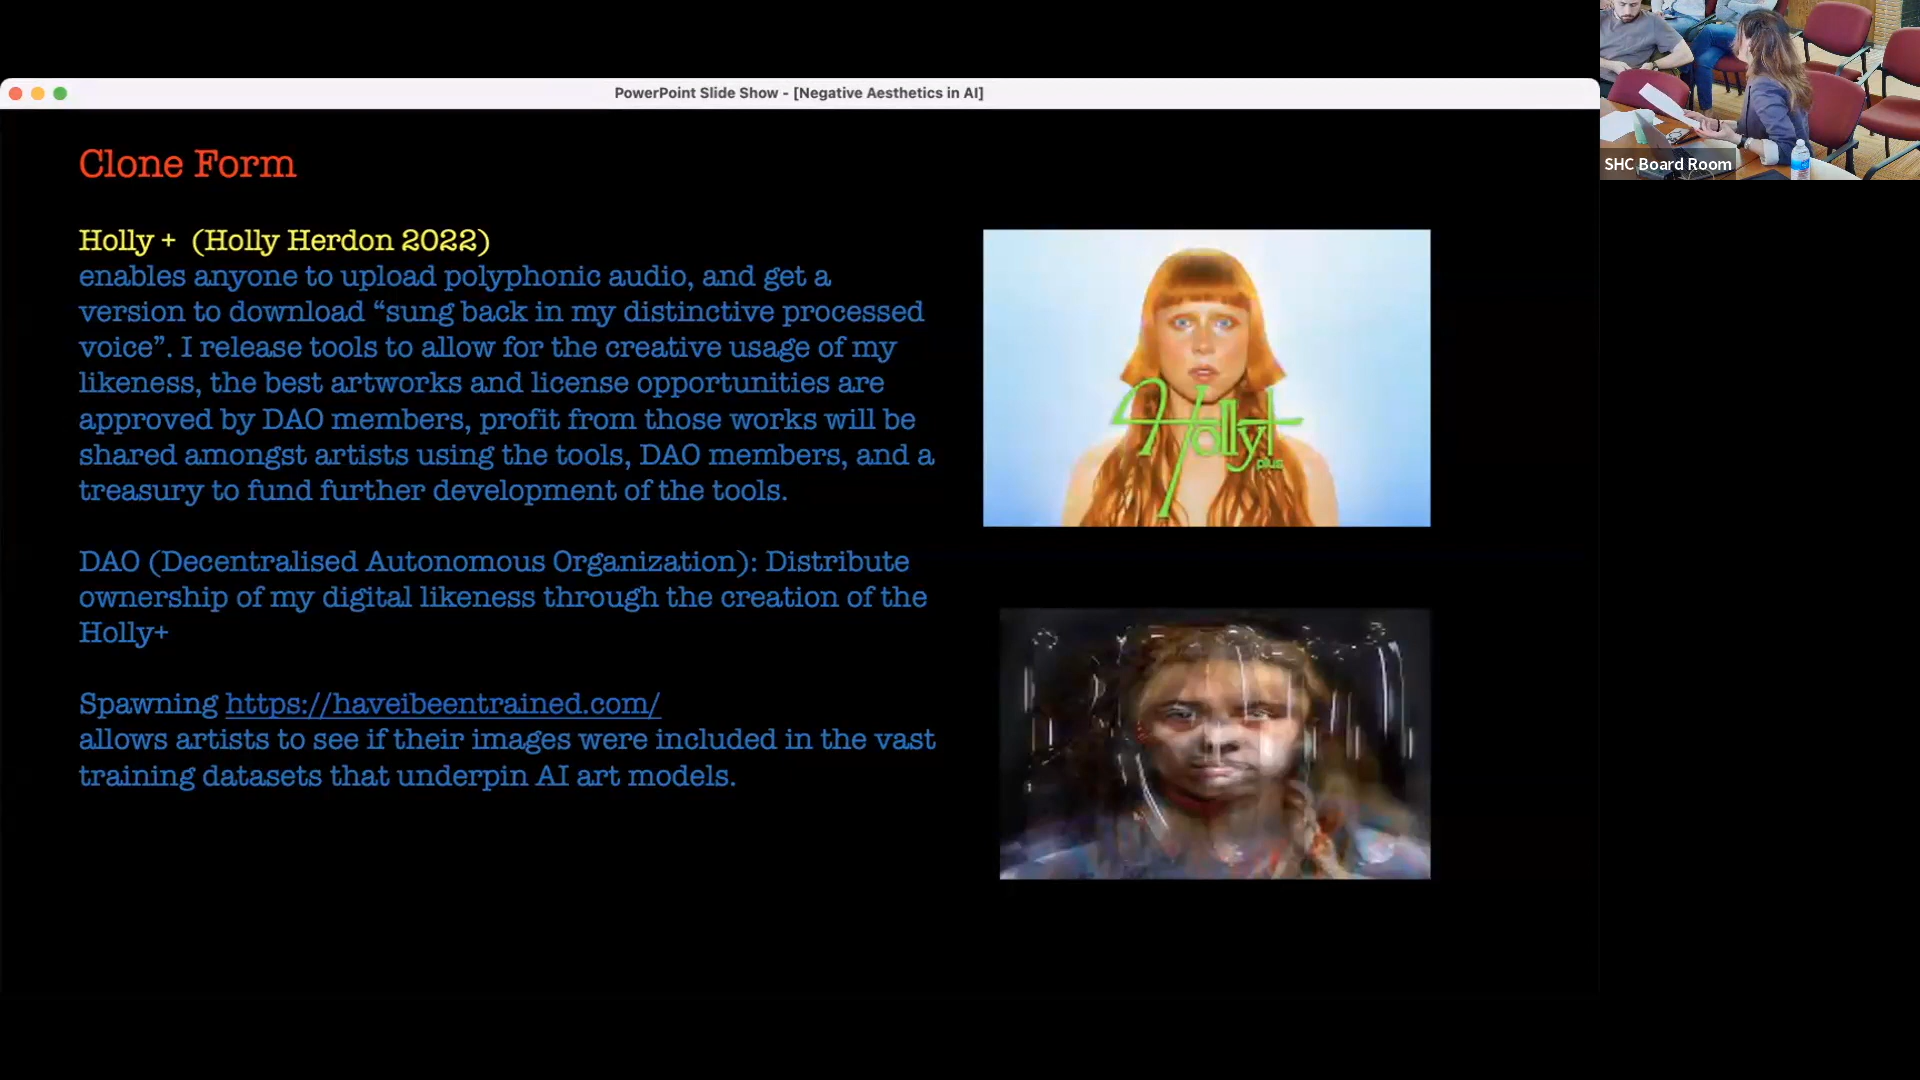 PowerPoint Slide Show - [Negative Aesthetics in AI]
SHC Board Room
Clone Form
Holly + (Holly Herdon 2022)
enables anyone to upload polyphonic audio, and get a
version to download “sung back in my distinctive processed
voice”. I release tools to allow for the creative usage of my
likeness, the best artworks and license opportunities are
approved by DAO members, profit from those works will be
shared amongst artists using the tools, DAO members, and a
treasury to fund further development of the tools.
DAO (Decentralised Autonomous Organization): Distribute
ownership of my digital likeness through the creation of the
Holly+
Spawning https://haveibeentrained.com/
allows artists to see if their images were included in the vast
training datasets that underpin AI art models.
Holly+
plus